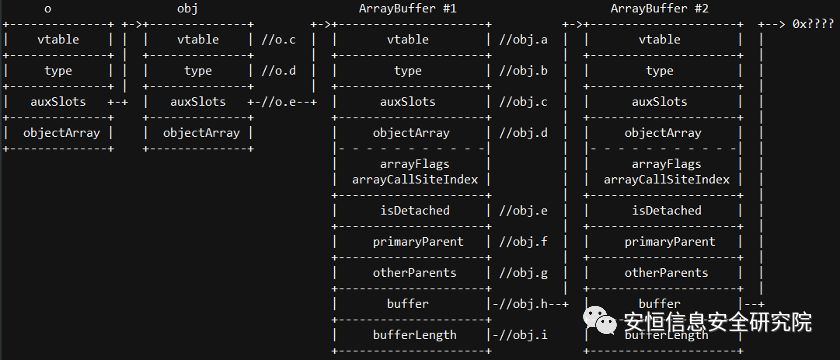 o obj ArrayBuffer #1 ArrayBuffer #2
+--------------+ +->+--------------+ +->+--------------------+ +->+--------------------+ +--> 0x????
| vtable | | | vtable | //o.c | | vtable | //obj.a | | vtable | |
+--------------+ | +--------------+ | +--------------------+ | +--------------------+ |
| type | | | type | //o.d | | type | //obj.b | | type | |
+--------------+ | +--------------+ | +--------------------+ | +--------------------+ |
| auxSlots +-+ | auxSlots +-//o.e--+ | auxSlots | //obj.c | | auxSlots | |
+--------------+ +--------------+ +--------------------+ | +--------------------+ |
| objectArray | | objectArray | | objectArray | //obj.d | | objectArray | |
+--------------+ +--------------+ |- - - - - - - - - - -| | |- - - - - - - - - - -| |
| arrayFlags | | | arrayFlags | |
| arrayCallSiteIndex | | | arrayCallSiteIndex | |
+--------------------+ | +--------------------+ |
| isDetached | //obj.e | | isDetached | |
+--------------------+ | +--------------------+ |
| primaryParent | //obj.f | | primaryParent | |
+--------------------+ | +--------------------+ |
| otherParents | //obj.g | | otherParents | |
+--------------------+ | +--------------------+ |
| buffer |-//obj.h--+ | buffer |--+
+--------------------+ +--------------------+
| bufferLength |-//obj.i | bufferLength |
+--------------------+ +--------------------+
安恒信息安全研究院